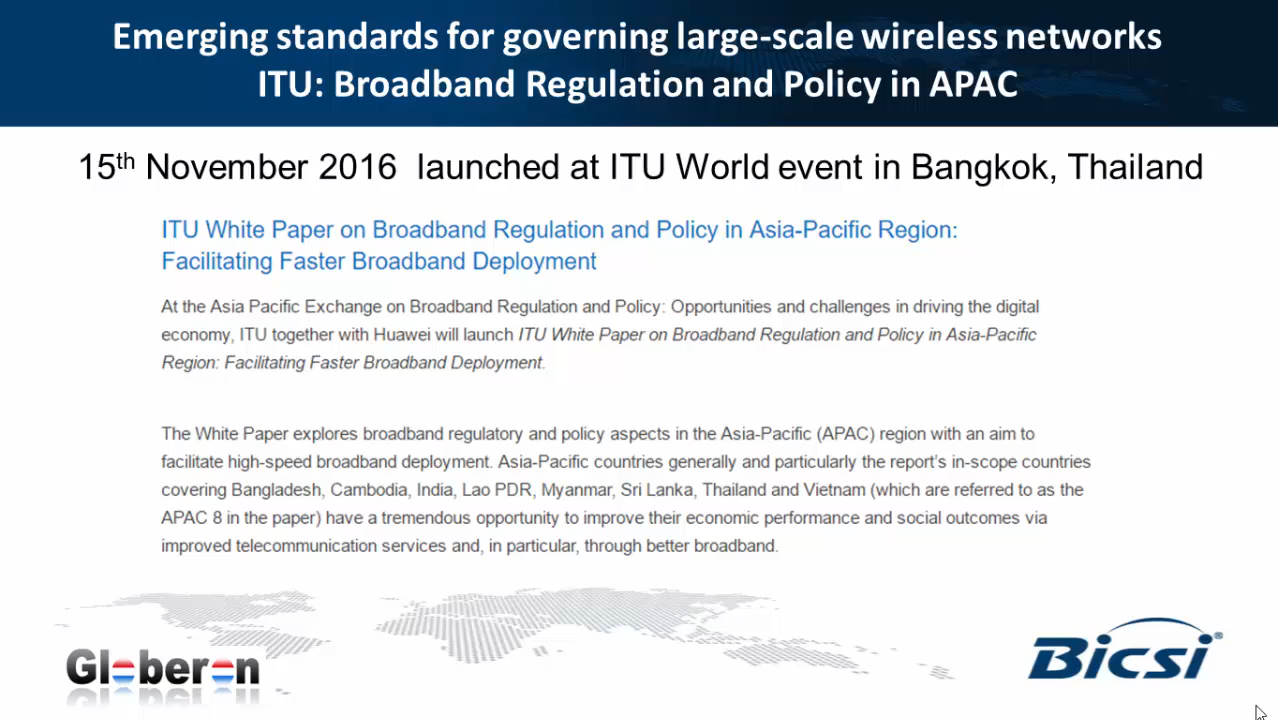 Emerging standards for governing large-scale wireless networks
ITU: Broadband Regulation and Policy in APAC
15th November 2016 launched at ITU World event in Bangkok, Thailand
ITU White Paper on Broadband Regulation and Policy in Asia-Pacific Region:
Facilitating Faster Broadband Deployment
At the Asia Pacific Exchange on Broadband Regulation and Policy: Opportunities and challenges in driving the digital
economy, ITU together with Huawei will launch ITU White Paper on Broadband Regulation and Policy in Asia-Pacific
Region: Facilitating Faster Broadband Deployment.
The White Paper explores broadband regulatory and policy aspects in the Asia-Pacific (APAC) region with an aim to
facilitate high-speed broadband deployment. Asia-Pacific countries generally and particularly the report's in-scope countries
covering Bangladesh, Cambodia, India, Lao PDR, Myanmar, Sri Lanka, Thailand and Vietnam (which are referred to as the
APAC 8 in the paper) have a tremendous opportunity to improve their economic performance and social outcomes via
improved telecommunication services and, in particular, through better broadband.
Globeron
Bicsi®